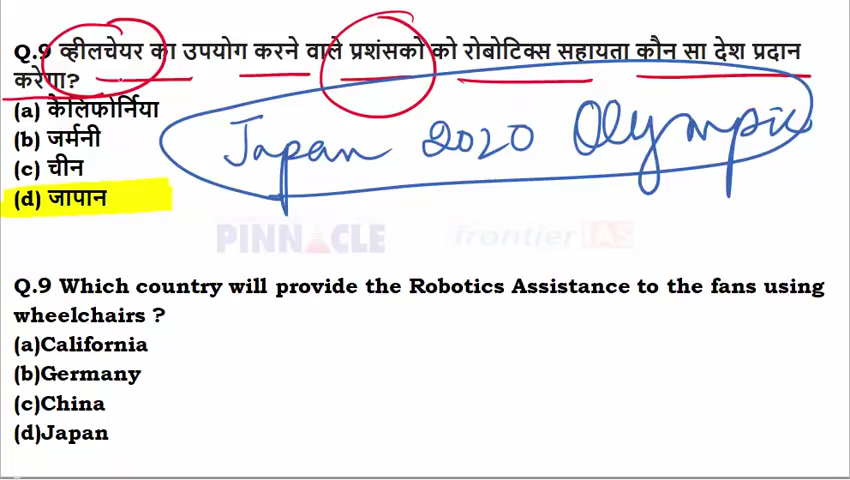 Q.9 व्हीलचेयर का उपयोग करने वाले प्रशंसको को रोबोटिक्स सहायता कौन सा देश प्रदान
करेगा?
(a) केलिफोर्निया
(b) जर्मनी
(c) चीन
(d) जापान
Japan 2020 Olympics
PINNACLE frontier IAS
Q.9 Which country will provide the Robotics Assistance to the fans using
wheelchairs ?
(a)California
(b)Germany
(c)China
(d)Japan